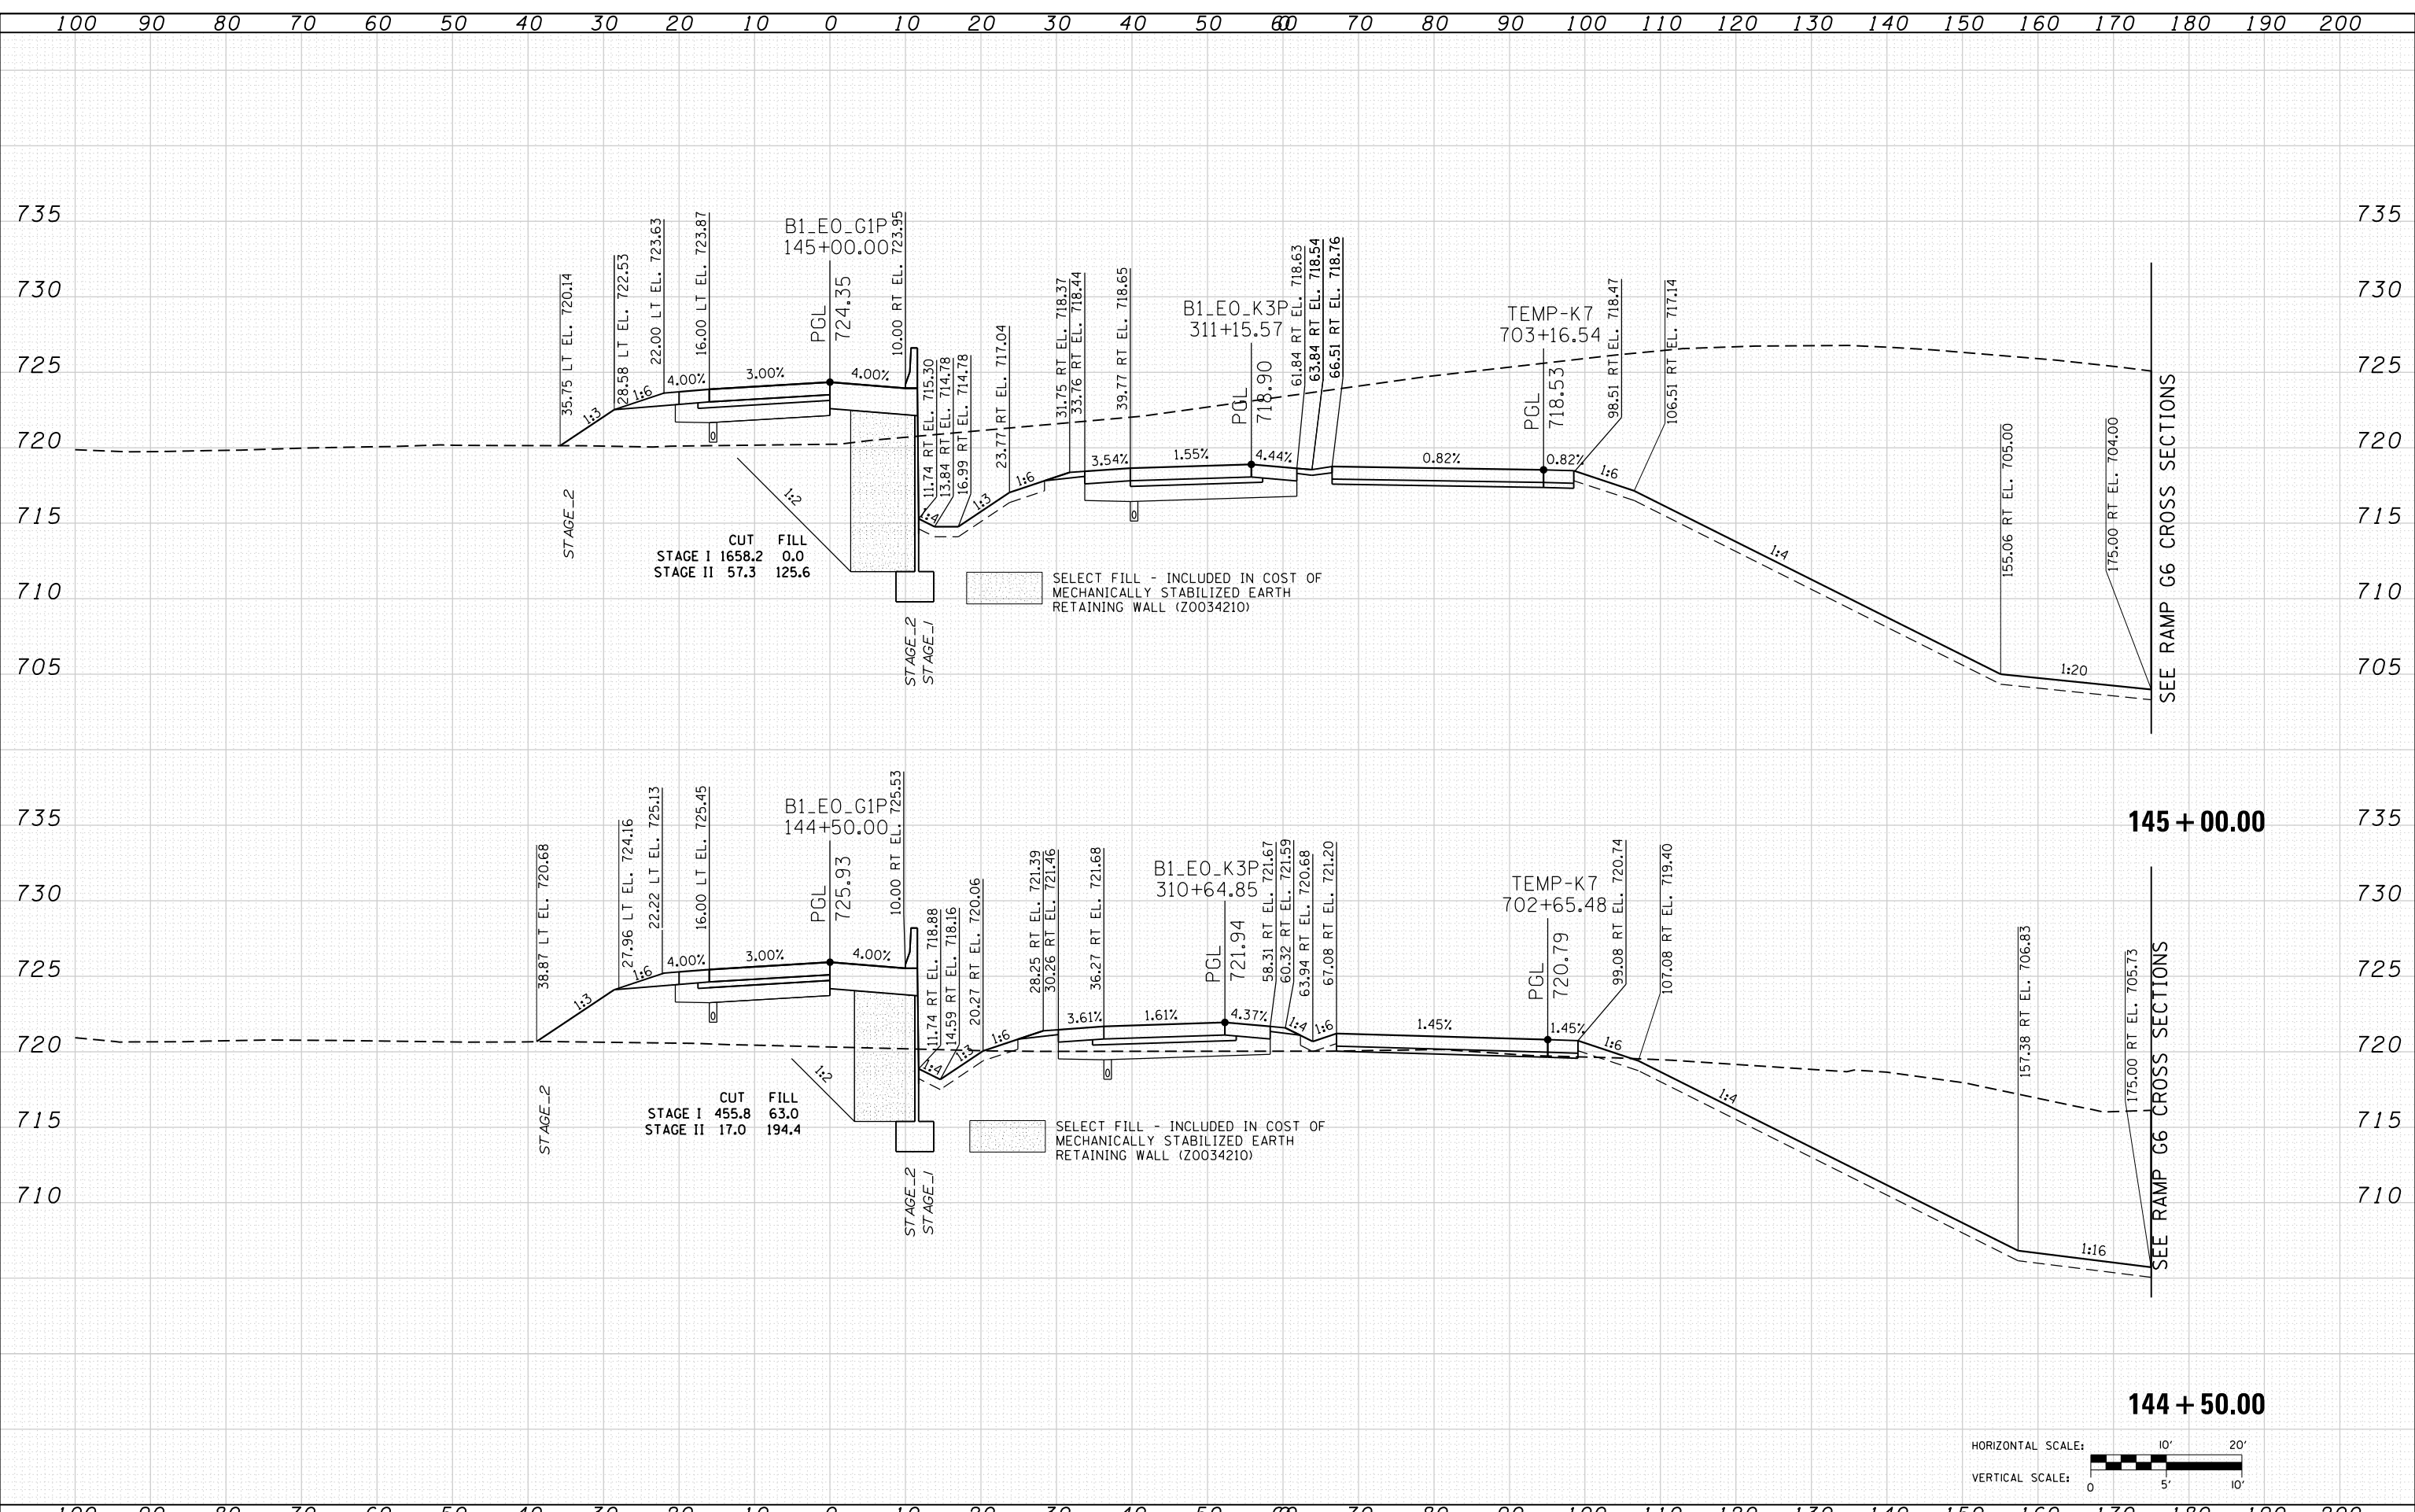 100 90 80 70 60 50 40 30 20 10 0 10 20 30 40 50 60 70 80 90 100 110 120 130 140 150 160 170 180 190 200
735 735
730 730
725 725
720 720
715 715
710 710
705 705
35.75 LT EL. 720.14
28.58 LT EL. 722.53
22.00 LT EL. 723.63
16.00 LT EL. 723.87
B1_EO_G1P
145+00.00
PGL
724.35
10.00 RT EL. 723.95
11.74 RT EL. 715.30
13.84 RT EL. 714.78
16.99 RT EL. 714.78
23.77 RT EL. 717.04
31.75 RT EL. 718.37
33.76 RT EL. 718.44
39.77 RT EL. 718.65
B1_EO_K3P
311+15.57
PGL
718.90
61.84 RT EL. 718.63
63.84 RT EL. 718.54
66.51 RT EL. 718.76
TEMP-K7
703+16.54
PGL
718.53
98.51 RT EL. 718.47
106.51 RT EL. 717.14
155.06 RT EL. 705.00
175.00 RT EL. 704.00
SEE RAMP G6 CROSS SECTIONS
1:3 1:6 4.00% 3.00% 4.00% 1:4 1:3 1:6 3.54% 1.55% 4.44% 0.82% 0.82% 1:6 1:4 1:20
1:2
STAGE_2
CUT FILL
STAGE I 1658.2 0.0
STAGE II 57.3 125.6
SELECT FILL - INCLUDED IN COST OF
MECHANICALLY STABILIZED EARTH
RETAINING WALL (Z0034210)
STAGE_2
STAGE_1
145+00.00
735 735
730 730
725 725
720 720
715 715
710 710
38.87 LT EL. 720.68
27.96 LT EL. 724.16
22.22 LT EL. 725.13
16.00 LT EL. 725.45
B1_EO_G1P
144+50.00
PGL
725.93
10.00 RT EL. 725.53
11.74 RT EL. 718.88
14.59 RT EL. 718.16
20.27 RT EL. 720.06
28.25 RT EL. 721.39
30.26 RT EL. 721.46
36.27 RT EL. 721.68
B1_EO_K3P
310+64.85
PGL
721.94
58.31 RT EL. 721.67
60.32 RT EL. 721.59
63.94 RT EL. 720.68
67.08 RT EL. 721.20
TEMP-K7
702+65.48
PGL
720.79
99.08 RT EL. 720.74
107.08 RT EL. 719.40
157.38 RT EL. 706.83
175.00 RT EL. 705.73
SEE RAMP G6 CROSS SECTIONS
1:3 1:6 4.00% 3.00% 4.00% 1:4 1:3 1:6 3.61% 1.61% 4.37% 1:4 1:6 1.45% 1.45% 1:6 1:4 1:16
1:2
STAGE_2
CUT FILL
STAGE I 455.8 63.0
STAGE II 17.0 194.4
SELECT FILL - INCLUDED IN COST OF
MECHANICALLY STABILIZED EARTH
RETAINING WALL (Z0034210)
STAGE_2
STAGE_1
144+50.00
HORIZONTAL SCALE: 10' 20'
VERTICAL SCALE: 0 5' 10'
100 90 80 70 60 50 40 30 20 10 0 10 20 30 40 50 60 70 80 90 100 110 120 130 140 150 160 170 180 190 200